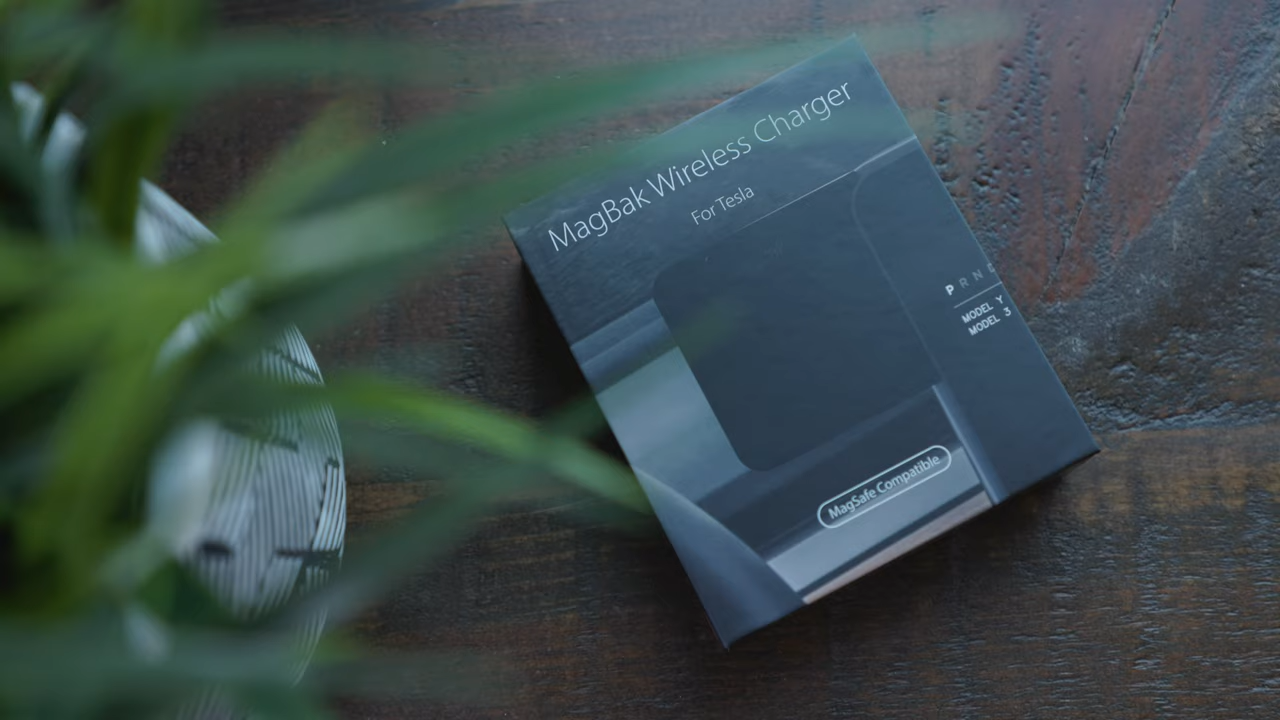 MagBak Wireless Charger
For Tesla
P R N D
MODEL Y
MODEL 3
MagSafe Compatible